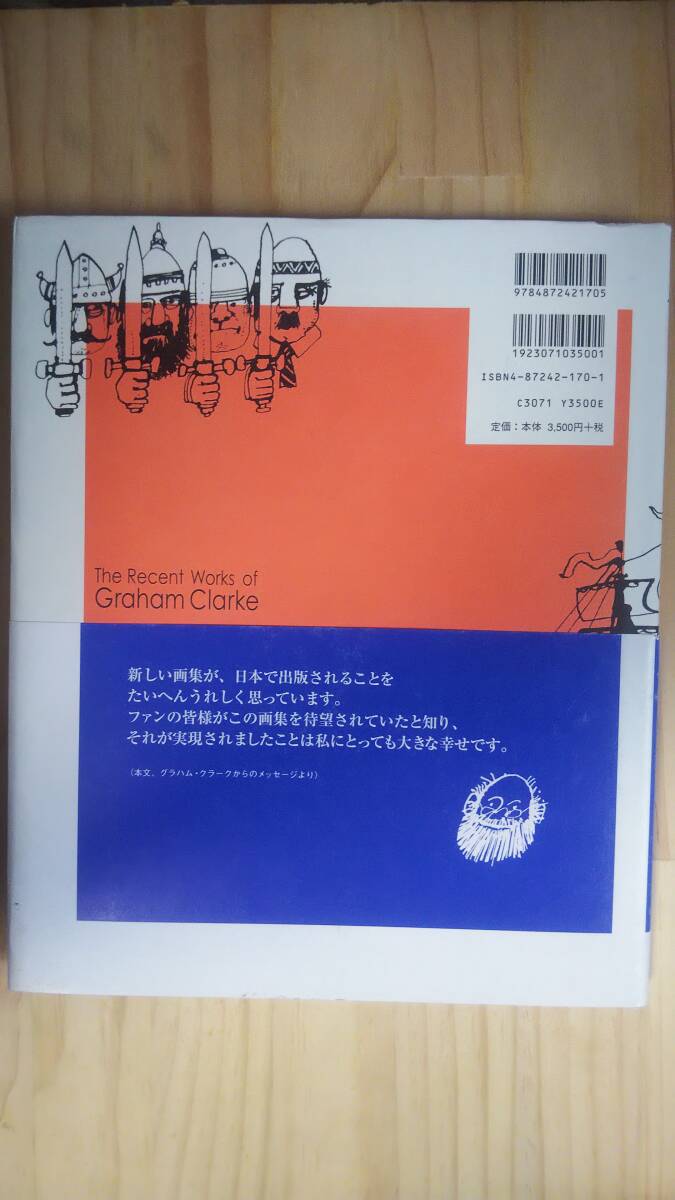 9784872421705
1923071035001
ISBN4-87242-170-1
C3071 Y3500E
定価：本体 3,500円＋税
The Recent Works of
Graham Clarke
新しい画集が、日本で出版されることを
たいへんうれしく思っています。
ファンの皆様がこの画集を待望されていたと知り、
それが実現されましたことは私にとっても大きな幸せです。
（本文、グラハム・クラークからのメッセージより）